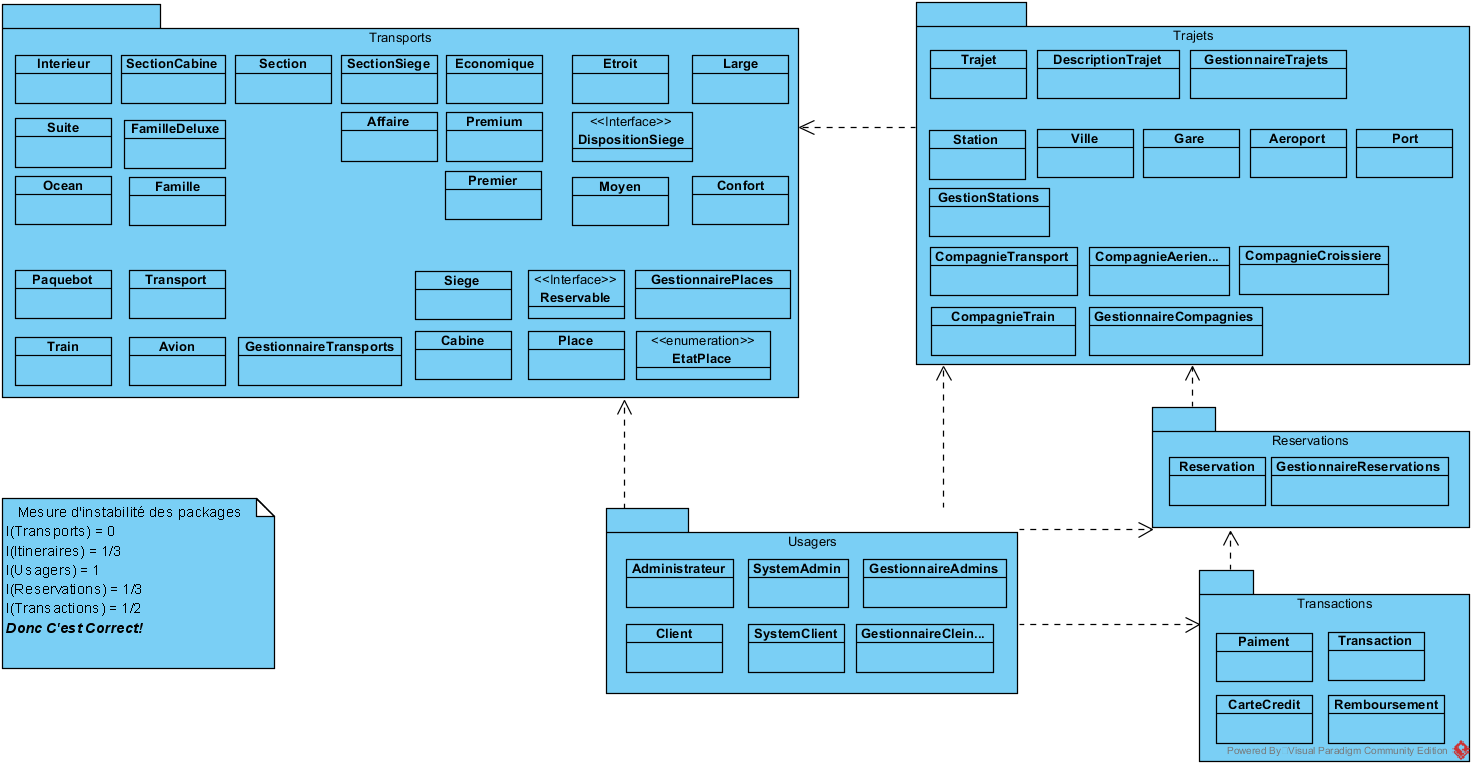 Transports
Interieur
SectionCabine
Section
SectionSiege
Economique
Etroit
Large
Suite
FamilleDeluxe
Affaire
Premium
<<Interface>>
DispositionSiege
Ocean
Famille
Premier
Moyen
Confort
Paquebot
Transport
Siege
<<Interface>>
Reservable
GestionnairePlaces
Train
Avion
GestionnaireTransports
Cabine
Place
<<enumeration>>
EtatPlace
Trajets
Trajet
DescriptionTrajet
GestionnaireTrajets
Station
Ville
Gare
Aeroport
Port
GestionStations
CompagnieTransport
CompagnieAerien...
CompagnieCroissiere
CompagnieTrain
GestionnaireCompagnies
Reservations
Reservation
GestionnaireReservations
Mesure d'instabilité des packages
I(Transports) = 0
I(Itineraires) = 1/3
I(Usagers) = 1
I(Reservations) = 1/3
I(Transactions) = 1/2
Donc C'est Correct!
Usagers
Administrateur
SystemAdmin
GestionnaireAdmins
Client
SystemClient
GestionnaireClein...
Transactions
Paiment
Transaction
CarteCredit
Remboursement
Powered By Visual Paradigm Community Edition